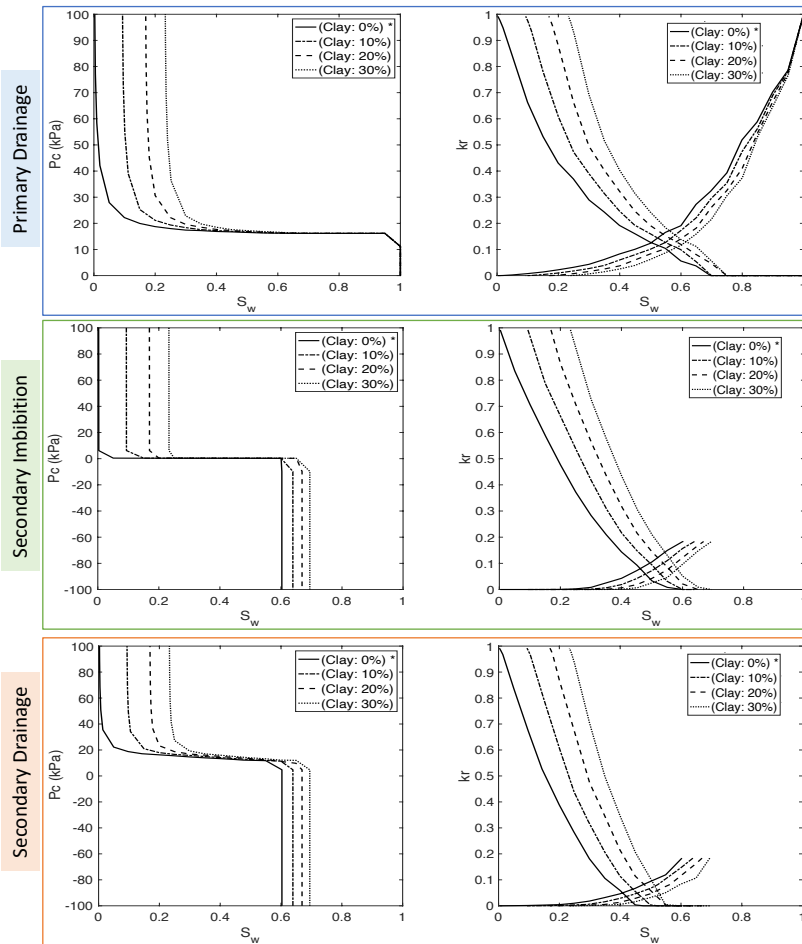 Primary Drainage
100
90
80
70
60
50
40
30
20
10
0
Pc (kPa)
0 0.2 0.4 0.6 0.8 1
S_w
(Clay: 0%) *
(Clay: 10%)
(Clay: 20%)
(Clay: 30%)
1
0.9
0.8
0.7
0.6
0.5
0.4
0.3
0.2
0.1
0
kr
0 0.2 0.4 0.6 0.8 1
S_w
(Clay: 0%) *
(Clay: 10%)
(Clay: 20%)
(Clay: 30%)
Secondary Imbibition
100
80
60
40
20
0
-20
-40
-60
-80
-100
Pc (kPa)
0 0.2 0.4 0.6 0.8 1
S_w
(Clay: 0%) *
(Clay: 10%)
(Clay: 20%)
(Clay: 30%)
1
0.9
0.8
0.7
0.6
0.5
0.4
0.3
0.2
0.1
0
kr
0 0.2 0.4 0.6 0.8 1
S_w
(Clay: 0%) *
(Clay: 10%)
(Clay: 20%)
(Clay: 30%)
Secondary Drainage
100
80
60
40
20
0
-20
-40
-60
-80
-100
Pc (kPa)
0 0.2 0.4 0.6 0.8 1
S_w
(Clay: 0%) *
(Clay: 10%)
(Clay: 20%)
(Clay: 30%)
1
0.9
0.8
0.7
0.6
0.5
0.4
0.3
0.2
0.1
0
kr
0 0.2 0.4 0.6 0.8 1
S_w
(Clay: 0%) *
(Clay: 10%)
(Clay: 20%)
(Clay: 30%)